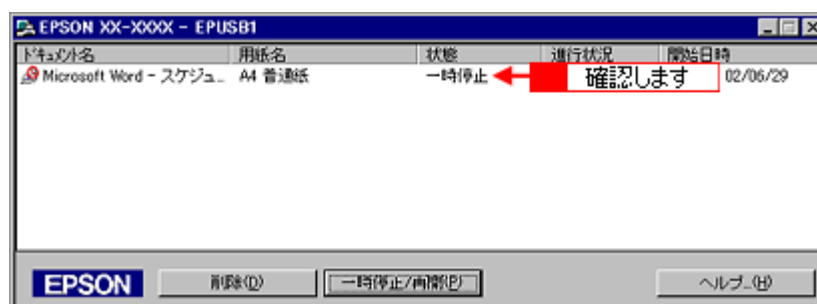 EPSON XX-XXXX - EPUSB1
ドキュメント名 用紙名 状態 進行状況 開始日時
Microsoft Word - スケジュ... A4 普通紙 一時停止 確認します 02/06/29
EPSON 削除(D) 一時停止/再開(P) ヘルプ...(H)